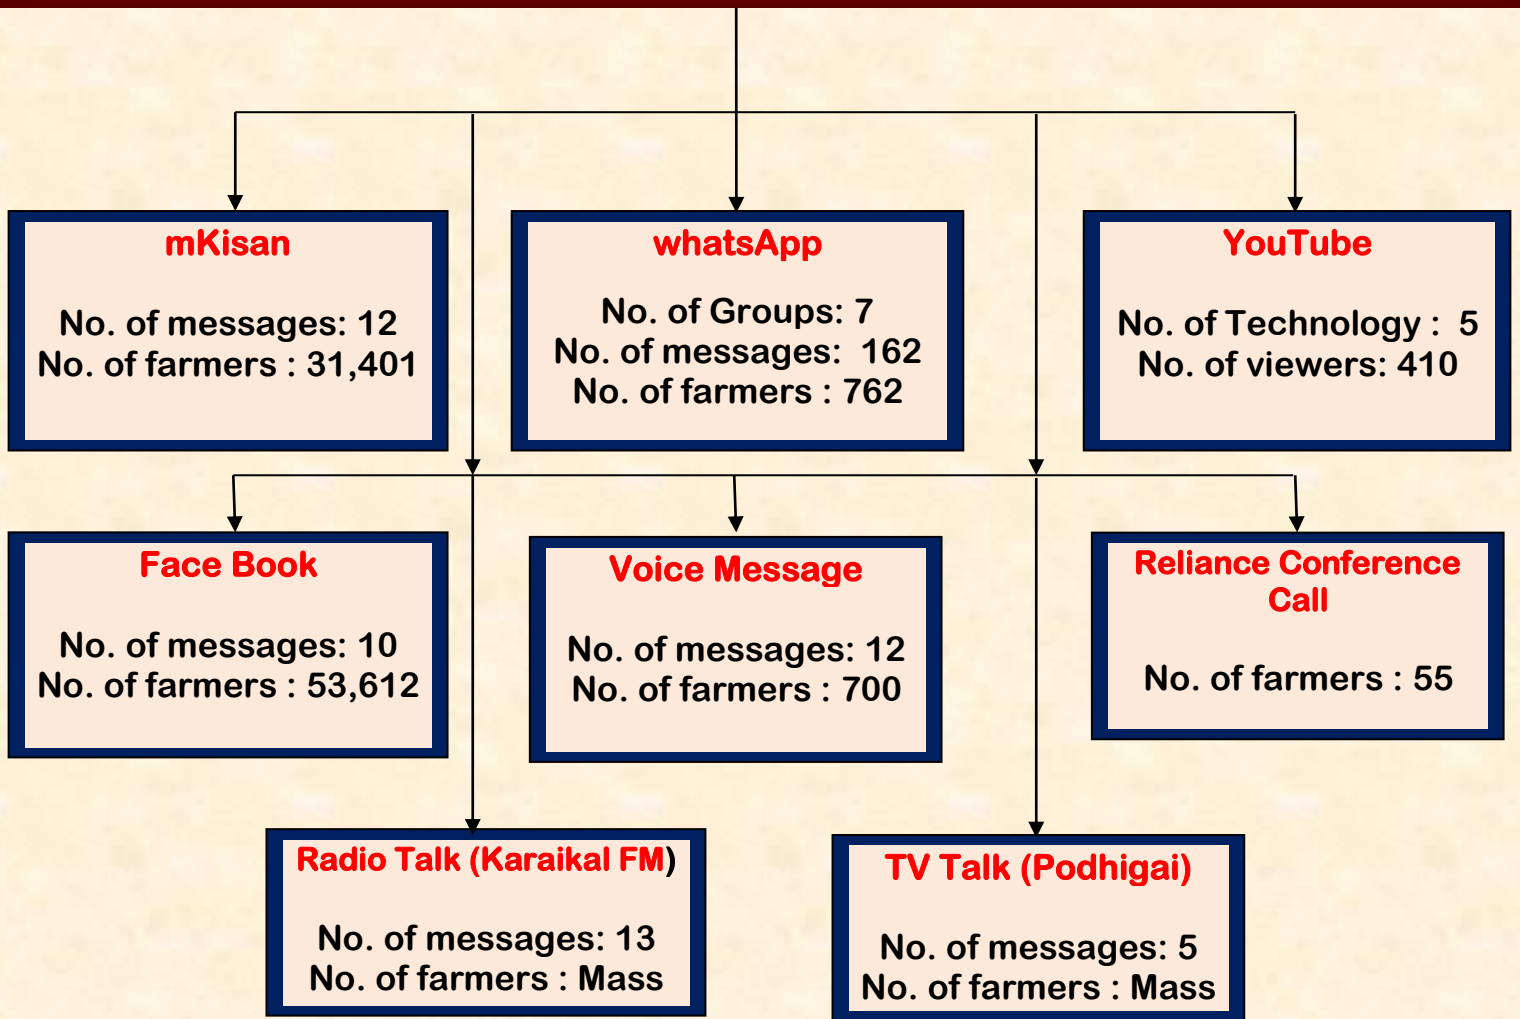 mKisan
No. of messages: 12
No. of farmers : 31,401
whatsApp
No. of Groups: 7
No. of messages:  162
No. of farmers : 762
YouTube
No. of Technology :  5
No. of viewers: 410
Face Book
No. of messages: 10
No. of farmers : 53,612
Voice Message
No. of messages: 12
No. of farmers : 700
Reliance Conference
Call
No. of farmers : 55
Radio Talk (Karaikal FM)
No. of messages: 13
No. of farmers : Mass
TV Talk (Podhigai)
No. of messages: 5
No. of farmers : Mass